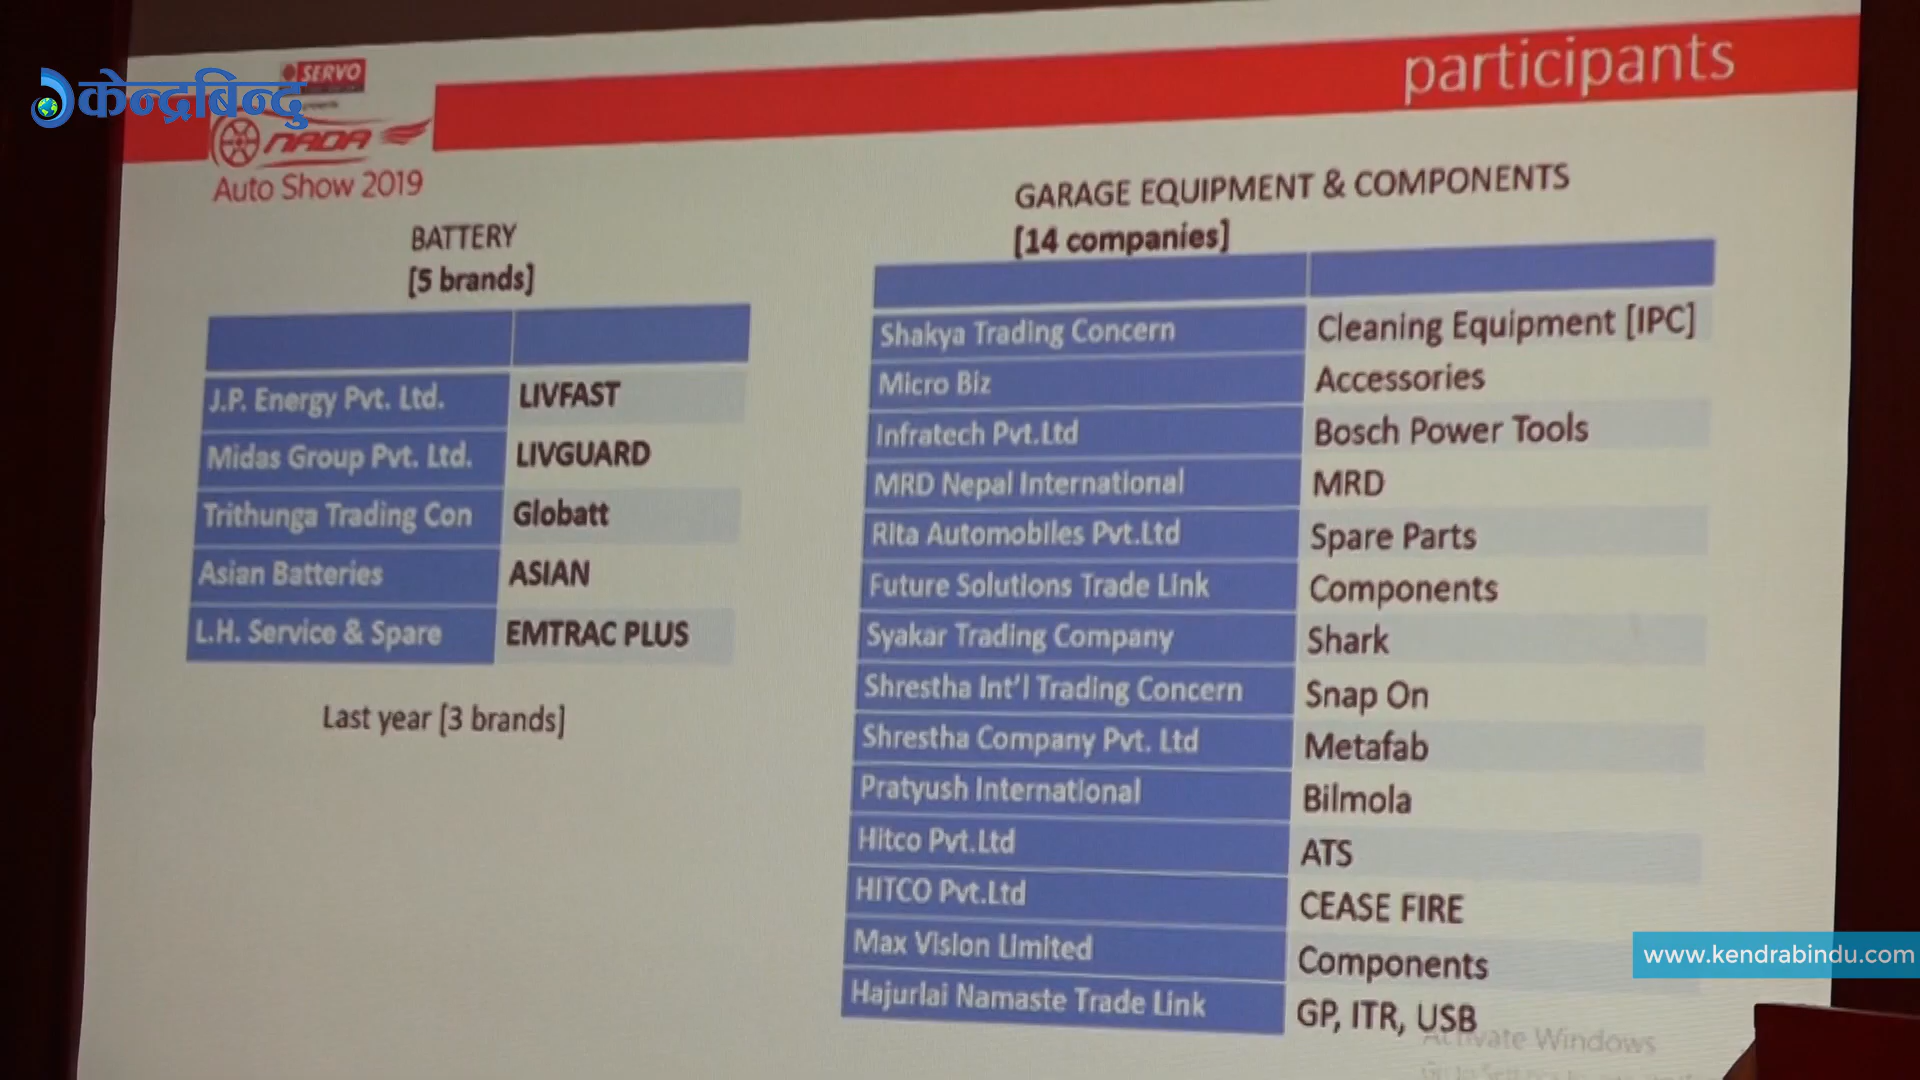 केन्द्रबिन्दु
SERVO
NADA
Auto Show 2019
participants
BATTERY
[5 brands]
J.P. Energy Pvt. Ltd. LIVFAST
Midas Group Pvt. Ltd. LIVGUARD
Trithunga Trading Con Globatt
Asian Batteries ASIAN
L.H. Service & Spare EMTRAC PLUS
Last year [3 brands]
GARAGE EQUIPMENT & COMPONENTS
[14 companies]
Shakya Trading Concern Cleaning Equipment [IPC]
Micro Biz Accessories
Infratech Pvt.Ltd Bosch Power Tools
MRD Nepal International MRD
Rita Automobiles Pvt.Ltd Spare Parts
Future Solutions Trade Link Components
Syakar Trading Company Shark
Shrestha Int'l Trading Concern Snap On
Shrestha Company Pvt. Ltd Metafab
Pratyush International Bilmola
Hitco Pvt.Ltd ATS
HITCO Pvt.Ltd CEASE FIRE
Max Vision Limited Components
Hajurlai Namaste Trade Link GP, ITR, USB
www.kendrabindu.com
Activate Windows